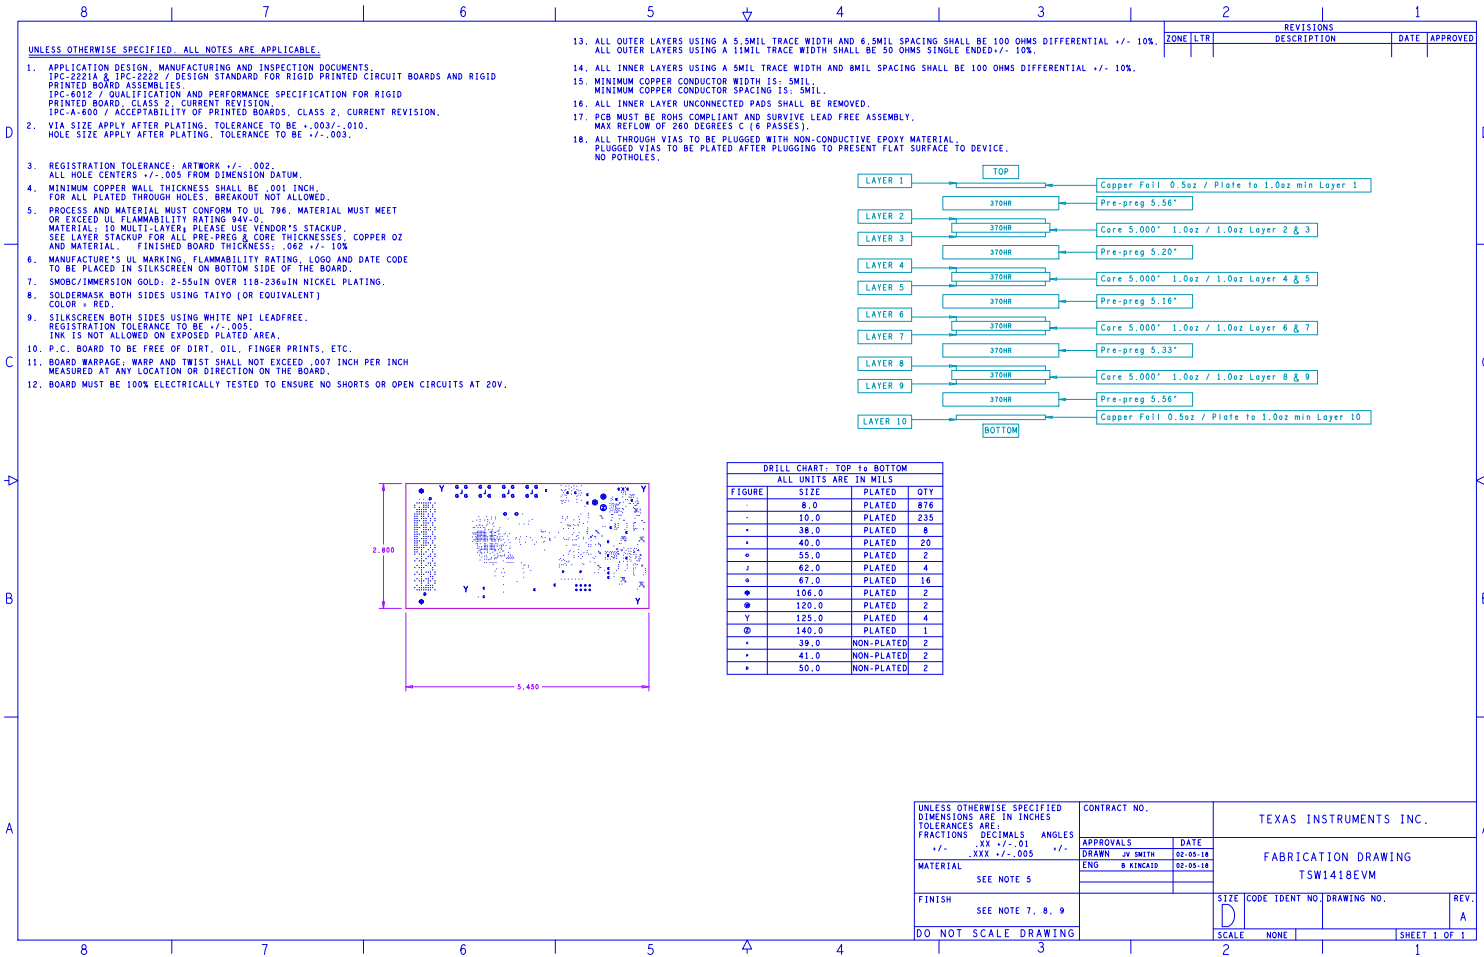 8 7 6 5 4 3 2 1
UNLESS OTHERWISE SPECIFIED. ALL NOTES ARE APPLICABLE.
1. APPLICATION DESIGN, MANUFACTURING AND INSPECTION DOCUMENTS.
IPC-2221A & IPC-2222 / DESIGN STANDARD FOR RIGID PRINTED CIRCUIT BOARDS AND RIGID
PRINTED BOARD ASSEMBLIES.
IPC-6012 / QUALIFICATION AND PERFORMANCE SPECIFICATION FOR RIGID
PRINTED BOARD, CLASS 2, CURRENT REVISION.
IPC-A-600 / ACCEPTABILITY OF PRINTED BOARDS, CLASS 2, CURRENT REVISION.
2. VIA SIZE APPLY AFTER PLATING. TOLERANCE TO BE +.003/-.010.
HOLE SIZE APPLY AFTER PLATING. TOLERANCE TO BE +/-.003.
3. REGISTRATION TOLERANCE: ARTWORK +/- .002.
ALL HOLE CENTERS +/-.005 FROM DIMENSION DATUM.
4. MINIMUM COPPER WALL THICKNESS SHALL BE .001 INCH.
FOR ALL PLATED THROUGH HOLES. BREAKOUT NOT ALLOWED.
5. PROCESS AND MATERIAL MUST CONFORM TO UL 796. MATERIAL MUST MEET
OR EXCEED UL FLAMMABILITY RATING 94V-0.
MATERIAL: 10 MULTI-LAYER; PLEASE USE VENDOR'S STACKUP.
SEE LAYER STACKUP FOR ALL PRE-PREG & CORE THICKNESSES, COPPER OZ
AND MATERIAL. FINISHED BOARD THICKNESS: .062 +/- 10%
6. MANUFACTURE'S UL MARKING, FLAMMABILITY RATING, LOGO AND DATE CODE
TO BE PLACED IN SILKSCREEN ON BOTTOM SIDE OF THE BOARD.
7. SMOBC/IMMERSION GOLD: 2-55uIN OVER 118-236uIN NICKEL PLATING.
8. SOLDERMASK BOTH SIDES USING TAIYO (OR EQUIVALENT)
COLOR = RED.
9. SILKSCREEN BOTH SIDES USING WHITE NPI LEADFREE.
REGISTRATION TOLERANCE TO BE +/-.005.
INK IS NOT ALLOWED ON EXPOSED PLATED AREA.
10. P.C. BOARD TO BE FREE OF DIRT, OIL, FINGER PRINTS, ETC.
11. BOARD WARPAGE: WARP AND TWIST SHALL NOT EXCEED .007 INCH PER INCH
MEASURED AT ANY LOCATION OR DIRECTION ON THE BOARD.
12. BOARD MUST BE 100% ELECTRICALLY TESTED TO ENSURE NO SHORTS OR OPEN CIRCUITS AT 20V.
13. ALL OUTER LAYERS USING A 5.5MIL TRACE WIDTH AND 6.5MIL SPACING SHALL BE 100 OHMS DIFFERENTIAL +/- 10%.
ALL OUTER LAYERS USING A 11MIL TRACE WIDTH SHALL BE 50 OHMS SINGLE ENDED+/- 10%.
14. ALL INNER LAYERS USING A 5MIL TRACE WIDTH AND 8MIL SPACING SHALL BE 100 OHMS DIFFERENTIAL +/- 10%.
15. MINIMUM COPPER CONDUCTOR WIDTH IS: 5MIL.
MINIMUM COPPER CONDUCTOR SPACING IS: 5MIL.
16. ALL INNER LAYER UNCONNECTED PADS SHALL BE REMOVED.
17. PCB MUST BE ROHS COMPLIANT AND SURVIVE LEAD FREE ASSEMBLY.
MAX REFLOW OF 260 DEGREES C (6 PASSES).
18. ALL THROUGH VIAS TO BE PLUGGED WITH NON-CONDUCTIVE EPOXY MATERIAL.
PLUGGED VIAS TO BE PLATED AFTER PLUGGING TO PRESENT FLAT SURFACE TO DEVICE.
NO POTHOLES.
REVISIONS
ZONE LTR DESCRIPTION DATE APPROVED
TOP
LAYER 1 Copper Foil 0.5oz / Plate to 1.0oz min Layer 1
370HR Pre-preg 5.56"
LAYER 2
370HR Core 5.000" 1.0oz / 1.0oz Layer 2 & 3
LAYER 3
370HR Pre-preg 5.20"
LAYER 4
370HR Core 5.000" 1.0oz / 1.0oz Layer 4 & 5
LAYER 5
370HR Pre-preg 5.16"
LAYER 6
370HR Core 5.000" 1.0oz / 1.0oz Layer 6 & 7
LAYER 7
370HR Pre-preg 5.33"
LAYER 8
370HR Core 5.000" 1.0oz / 1.0oz Layer 8 & 9
LAYER 9
370HR Pre-preg 5.56"
LAYER 10 Copper Foil 0.5oz / Plate to 1.0oz min Layer 10
BOTTOM
D
C
B
A
2.800
5.450
DRILL CHART: TOP to BOTTOM
ALL UNITS ARE IN MILS
FIGURE SIZE PLATED QTY
8.0 PLATED 876
10.0 PLATED 235
38.0 PLATED 8
40.0 PLATED 20
55.0 PLATED 2
J 62.0 PLATED 4
G 67.0 PLATED 16
106.0 PLATED 2
120.0 PLATED 2
Y 125.0 PLATED 4
140.0 PLATED 1
39.0 NON-PLATED 2
41.0 NON-PLATED 2
50.0 NON-PLATED 2
UNLESS OTHERWISE SPECIFIED
DIMENSIONS ARE IN INCHES
TOLERANCES ARE:
FRACTIONS DECIMALS ANGLES
+/- .XX +/-.01 +/-
.XXX +/-.005
MATERIAL
SEE NOTE 5
FINISH
SEE NOTE 7, 8, 9
DO NOT SCALE DRAWING
CONTRACT NO.
APPROVALS DATE
DRAWN JV SMITH 02-05-18
ENG B KINCAID 02-05-18
TEXAS INSTRUMENTS INC.
FABRICATION DRAWING
TSW1418EVM
SIZE CODE IDENT NO. DRAWING NO. REV.
D A
SCALE NONE SHEET 1 OF 1
8 7 6 5 4 3 2 1